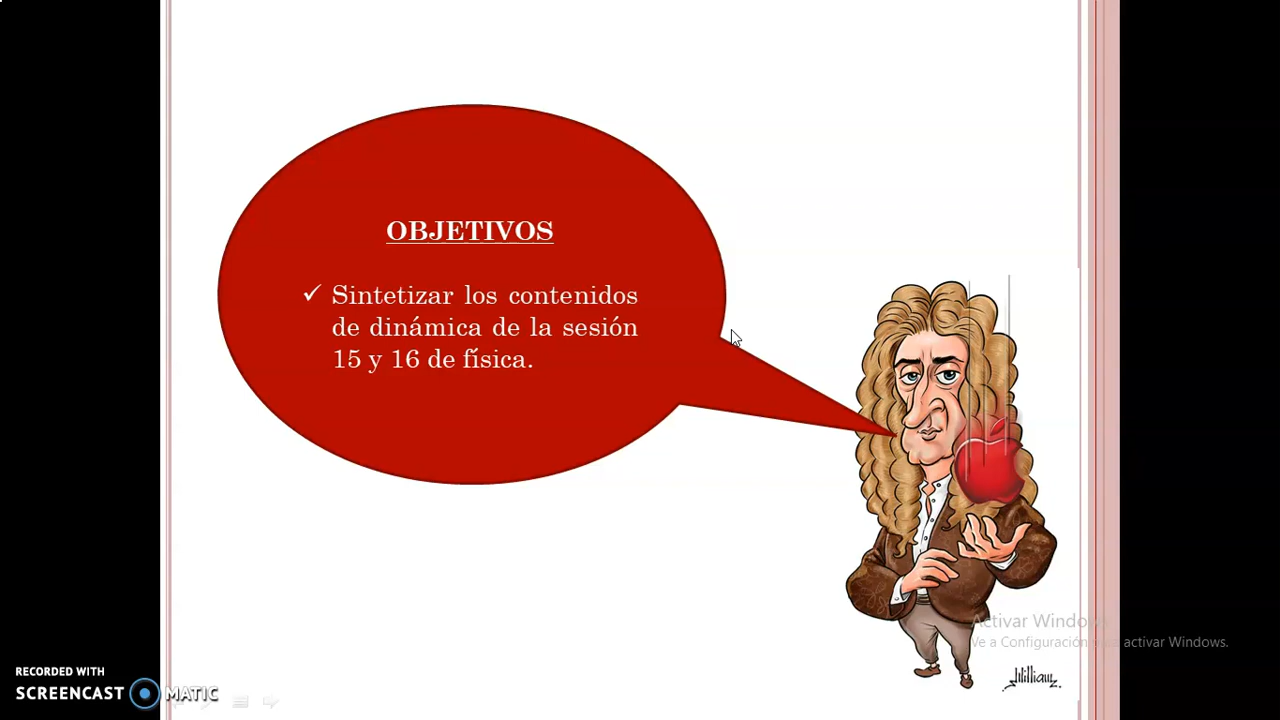 OBJETIVOS
✓ Sintetizar los contenidos
de dinámica de la sesión
15 y 16 de física.
Activar Windows
Ve a Configuración para activar Windows.
RECORDED WITH
SCREENCAST MATIC